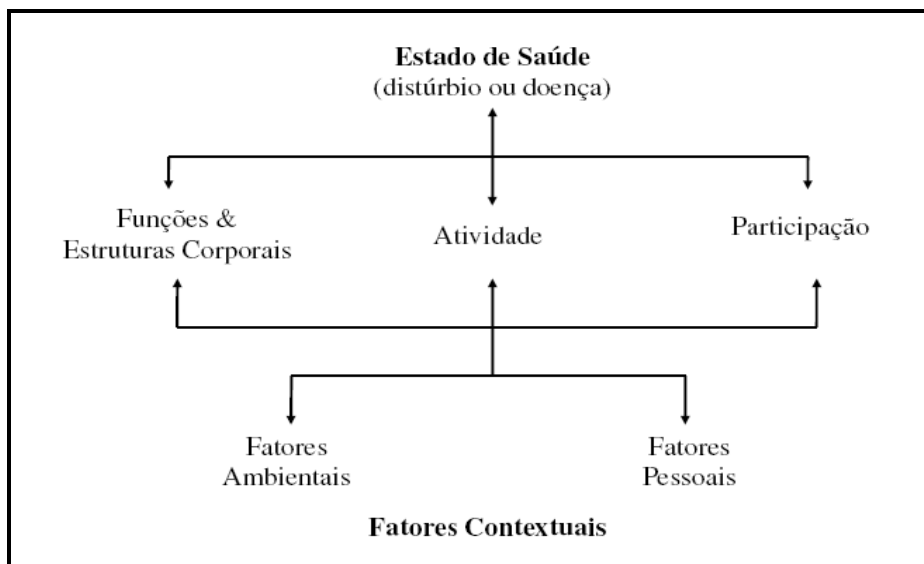 Estado de Saúde
(distúrbio ou doença)
Funções &
Estruturas Corporais
Atividade
Participação
Fatores
Ambientais
Fatores
Pessoais
Fatores Contextuais